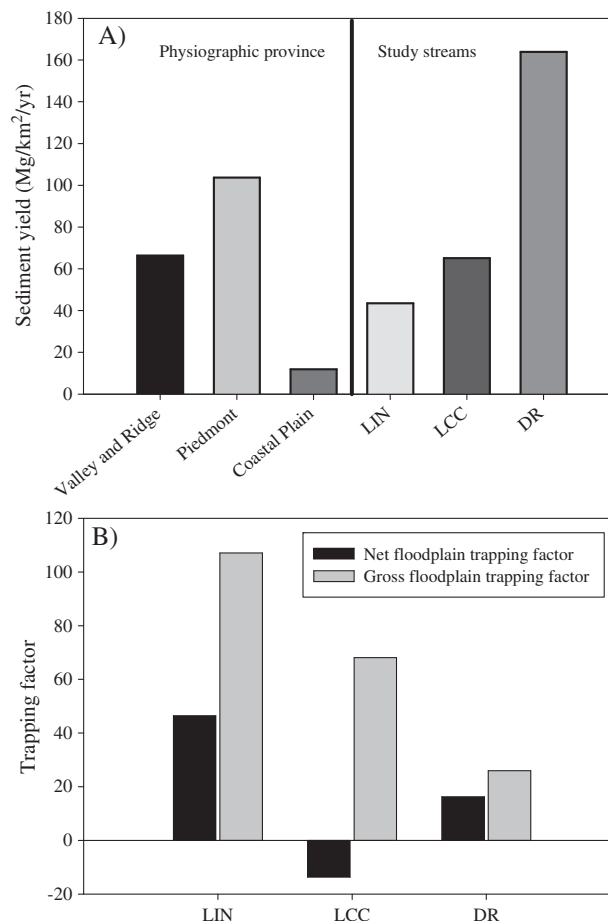 A)
Physiographic province
Study streams
Sediment yield (Mg/km²/yr)
180
160
140
120
100
80
60
40
20
0
Valley and Ridge
Piedmont
Coastal Plain
LIN
LCC
DR
B)
Net floodplain trapping factor
Gross floodplain trapping factor
Trapping factor
120
100
80
60
40
20
0
-20
LIN
LCC
DR